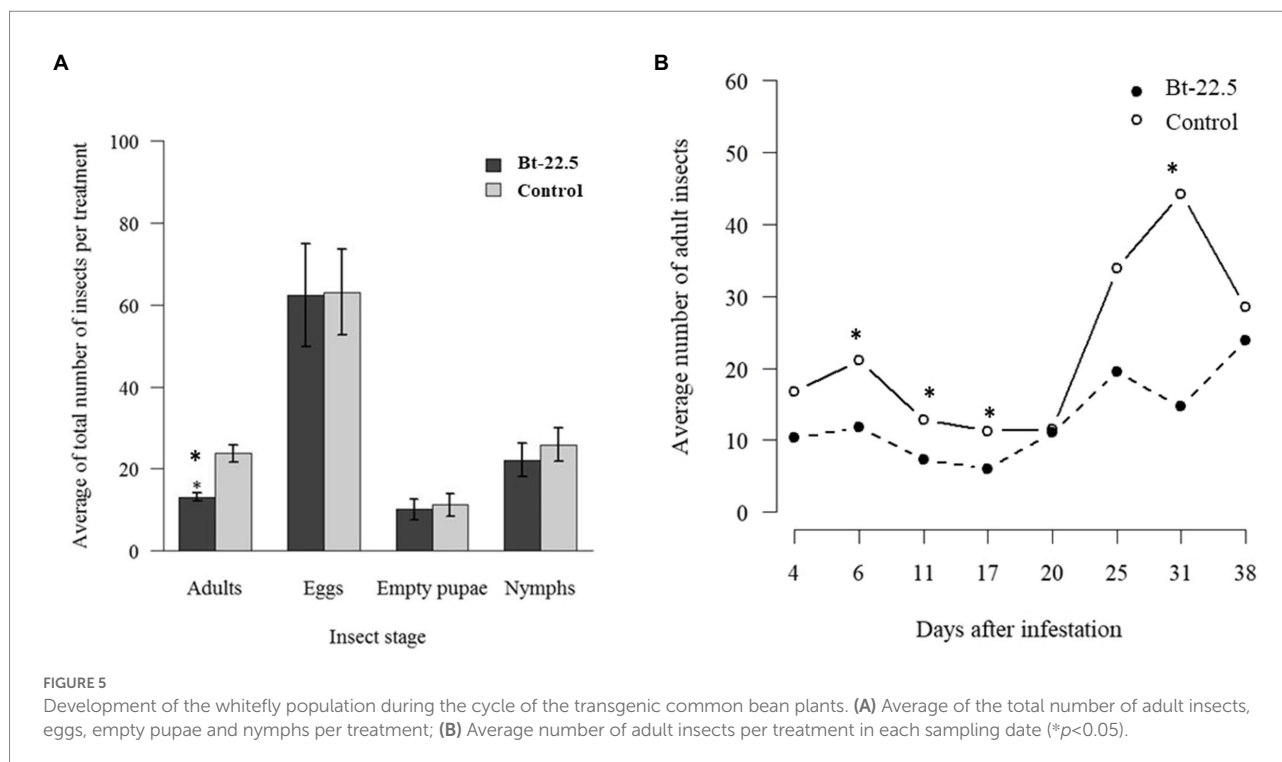 A
Average of total number of insects per treatment
100
80
60
40
20
0
Bt-22.5
Control
*
*
Adults
Eggs
Empty pupae
Nymphs
Insect stage
B
Average number of adult insects
60
50
40
30
20
10
0
Bt-22.5
Control
*
*
*
*
4
6
11
17
20
25
31
38
Days after infestation
FIGURE 5
Development of the whitefly population during the cycle of the transgenic common bean plants. (A) Average of the total number of adult insects,
eggs, empty pupae and nymphs per treatment; (B) Average number of adult insects per treatment in each sampling date (*p<0.05).